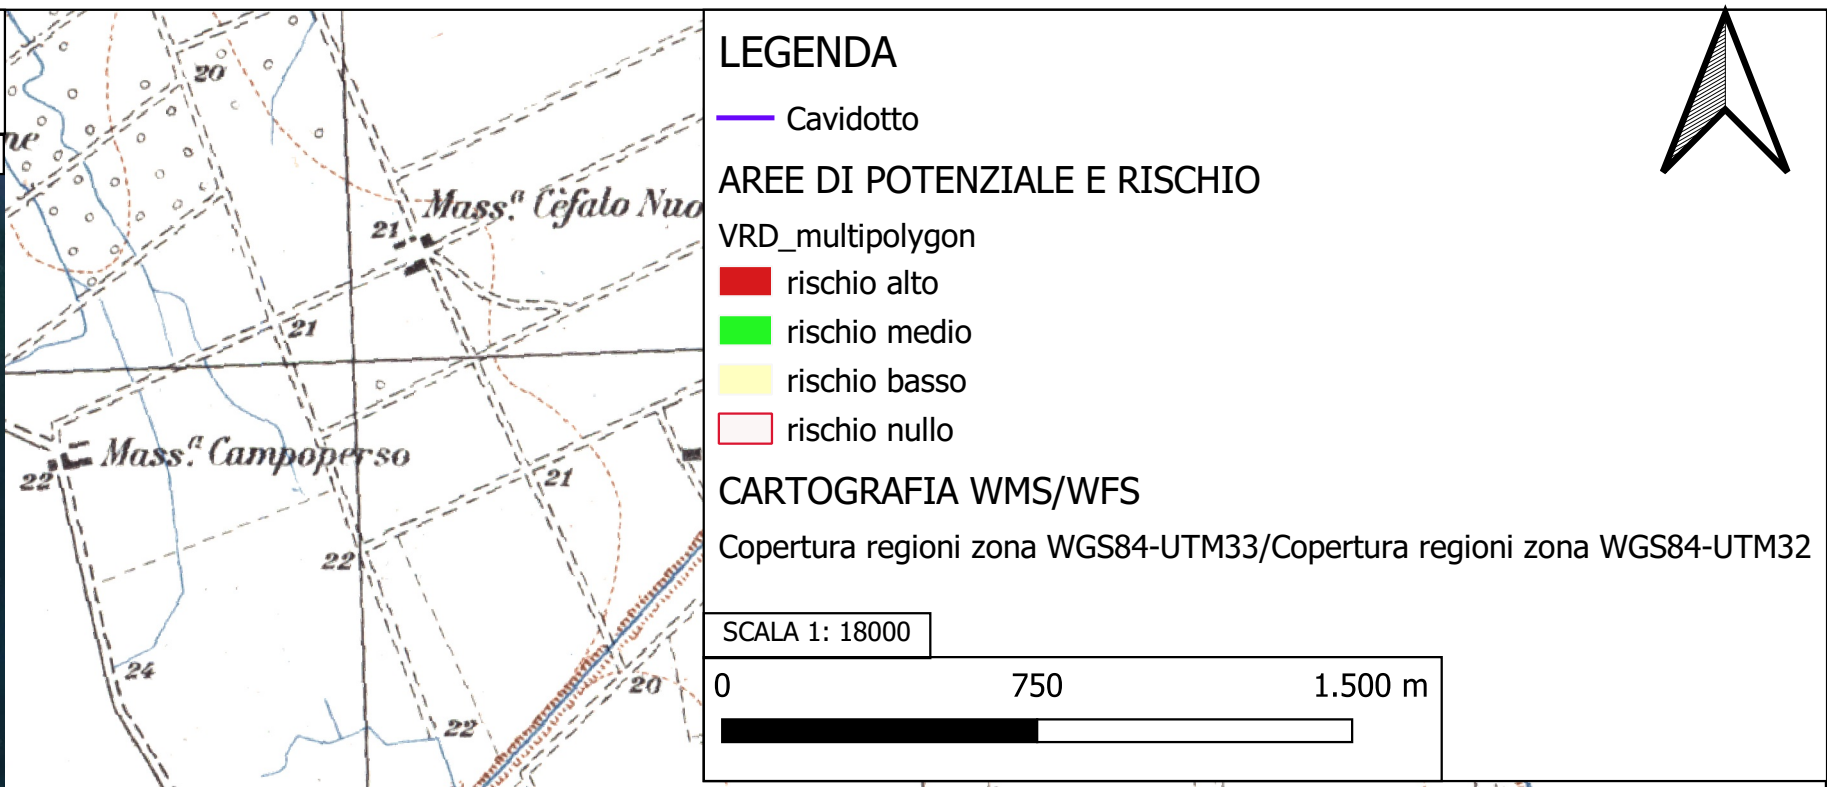 ne
20
Mass.ª Cèfalo Nuo
21
21
Mass.ª Campoperso
22
21
22
24
20
22
LEGENDA
Cavidotto
AREE DI POTENZIALE E RISCHIO
VRD_multipolygon
rischio alto
rischio medio
rischio basso
rischio nullo
CARTOGRAFIA WMS/WFS
Copertura regioni zona WGS84-UTM33/Copertura regioni zona WGS84-UTM32
SCALA 1: 18000
0 750 1.500 m